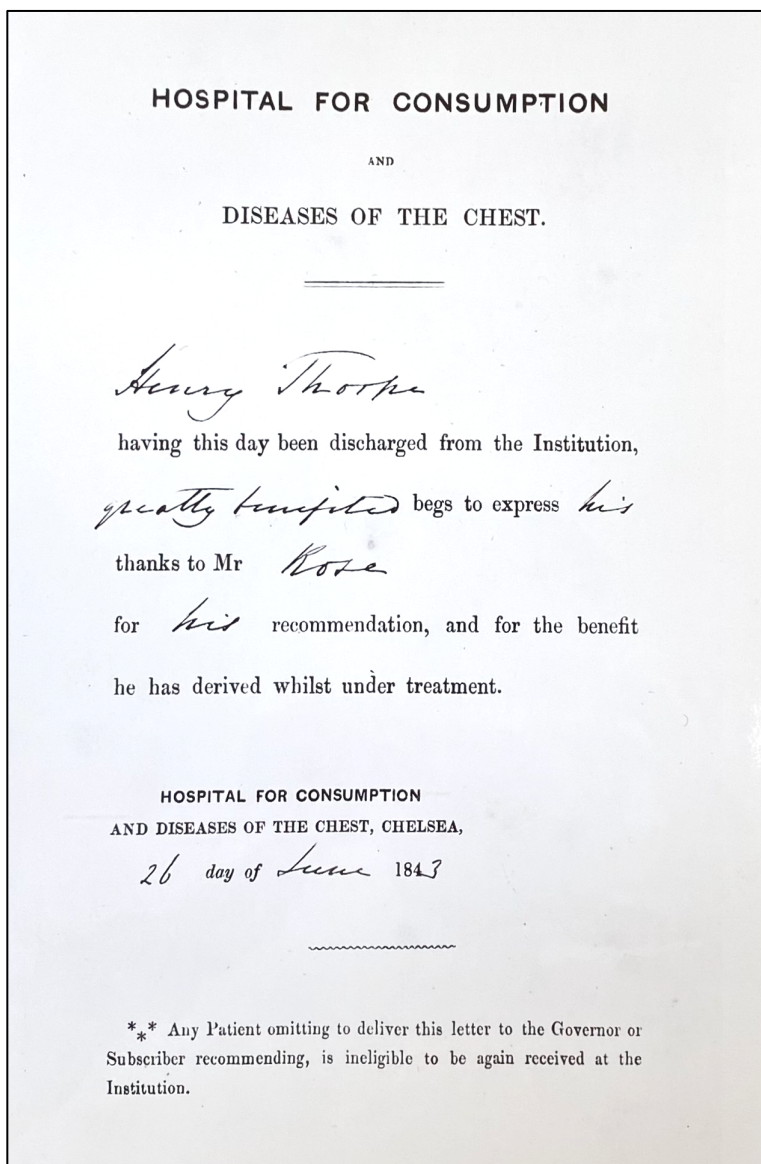 HOSPITAL FOR CONSUMPTION
AND
DISEASES OF THE CHEST.
Henry Thorpe
having this day been discharged from the Institution,
greatly benefited begs to express his
thanks to Mr Rose
for his recommendation, and for the benefit
he has derived whilst under treatment.
HOSPITAL FOR CONSUMPTION
AND DISEASES OF THE CHEST, CHELSEA,
26 day of June 1843
*⁎* Any Patient omitting to deliver this letter to the Governor or
Subscriber recommending, is ineligible to be again received at the
Institution.